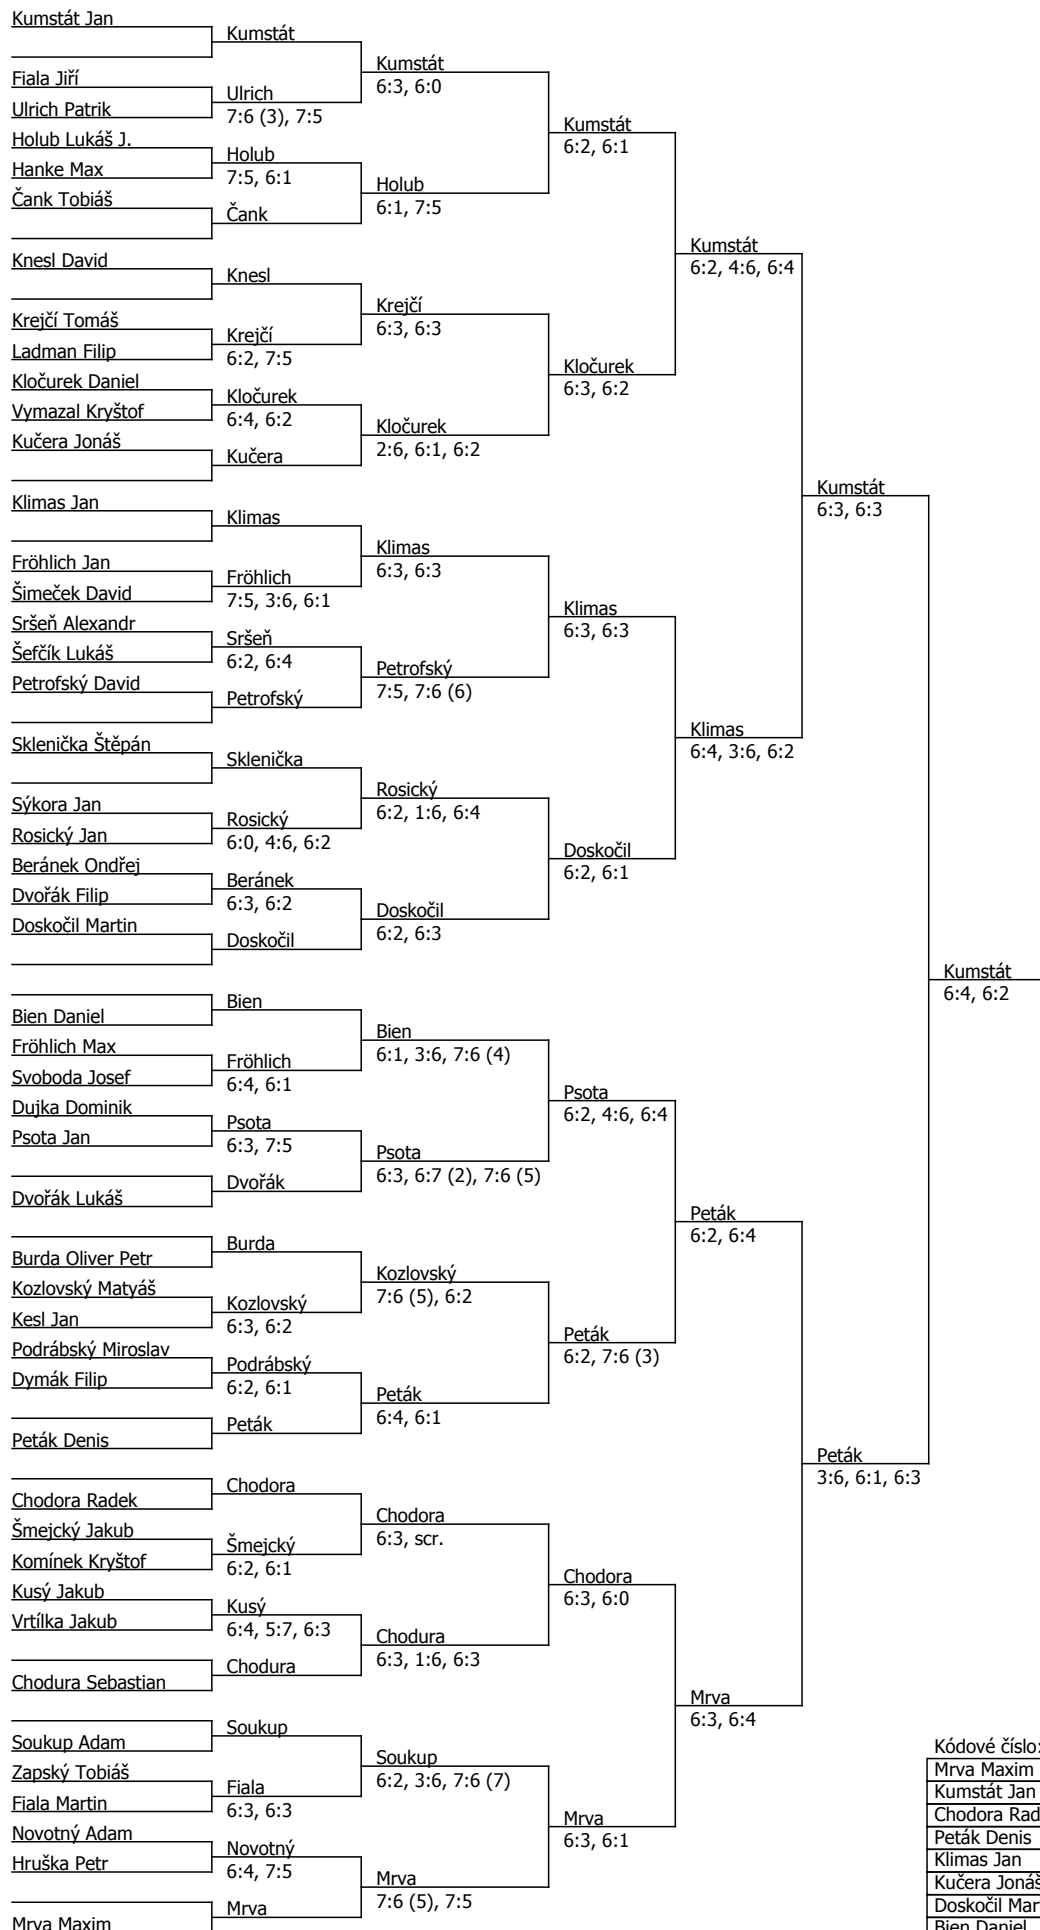 Kumstát Jan
Fiala Jiří
Ulrich Patrik
Holub Lukáš J.
Hanke Max
Čank Tobiáš
Knesl David
Krejčí Tomáš
Ladman Filip
Kločurek Daniel
Vymazal Kryštof
Kučera Jonáš
Klimas Jan
Fröhlich Jan
Šimeček David
Sršeň Alexandr
Šefčík Lukáš
Petrofský David
Sklenička Štěpán
Sýkora Jan
Rosický Jan
Beránek Ondřej
Dvořák Filip
Doskočil Martin
Bien Daniel
Fröhlich Max
Svoboda Josef
Dujka Dominik
Psota Jan
Dvořák Lukáš
Burda Oliver Petr
Kozlovský Matyáš
Kesl Jan
Podrábský Miroslav
Dymák Filip
Peták Denis
Chodora Radek
Šmejcký Jakub
Komínek Kryštof
Kusý Jakub
Vrtílka Jakub
Chodura Sebastian
Soukup Adam
Zapský Tobiáš
Fiala Martin
Novotný Adam
Hruška Petr
Mrva Maxim
Kumstát
Ulrich
7:6 (3), 7:5
Holub
7:5, 6:1
Čank
Knesl
Krejčí
6:2, 7:5
Kločurek
6:4, 6:2
Kučera
Klimas
Fröhlich
7:5, 3:6, 6:1
Sršeň
6:2, 6:4
Petrofský
Sklenička
Rosický
6:0, 4:6, 6:2
Beránek
6:3, 6:2
Doskočil
Bien
Fröhlich
6:4, 6:1
Psota
6:3, 7:5
Dvořák
Burda
Kozlovský
6:3, 6:2
Podrábský
6:2, 6:1
Peták
Chodora
Šmejcký
6:2, 6:1
Kusý
6:4, 5:7, 6:3
Chodura
Soukup
Fiala
6:3, 6:3
Novotný
6:4, 7:5
Mrva
Kumstát
6:3, 6:0
Holub
6:1, 7:5
Krejčí
6:3, 6:3
Kločurek
2:6, 6:1, 6:2
Klimas
6:3, 6:3
Petrofský
7:5, 7:6 (6)
Rosický
6:2, 1:6, 6:4
Doskočil
6:2, 6:3
Bien
6:1, 3:6, 7:6 (4)
Psota
6:3, 6:7 (2), 7:6 (5)
Kozlovský
7:6 (5), 6:2
Peták
6:4, 6:1
Chodora
6:3, scr.
Chodura
6:3, 1:6, 6:3
Soukup
6:2, 3:6, 7:6 (7)
Mrva
7:6 (5), 7:5
Kumstát
6:2, 6:1
Kločurek
6:3, 6:2
Klimas
6:3, 6:3
Doskočil
6:2, 6:1
Psota
6:2, 4:6, 6:4
Peták
6:2, 7:6 (3)
Chodora
6:3, 6:0
Mrva
6:3, 6:1
Kumstát
6:2, 4:6, 6:4
Klimas
6:4, 3:6, 6:2
Peták
6:2, 6:4
Mrva
6:3, 6:4
Kumstát
6:3, 6:3
Peták
3:6, 6:1, 6:3
Kumstát
6:4, 6:2
Kódové číslo:
Mrva Maxim
Kumstát Jan
Chodora Rad
Peták Denis
Klimas Jan
Kučera Jonáš
Doskočil Mar
Bien Daniel